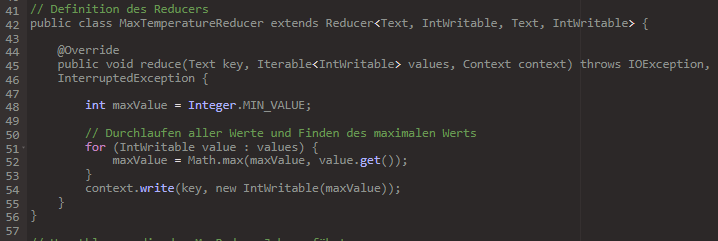 41 // Definition des Reducers
42 public class MaxTemperatureReducer extends Reducer<Text, IntWritable, Text, IntWritable> {
43
44 @Override
45 public void reduce(Text key, Iterable<IntWritable> values, Context context) throws IOException,
46 InterruptedException {
47
48 int maxValue = Integer.MIN_VALUE;
49
50 // Durchlaufen aller Werte und Finden des maximalen Werts
51 for (IntWritable value : values) {
52 maxValue = Math.max(maxValue, value.get());
53 }
54 context.write(key, new IntWritable(maxValue));
55 }
56 }
57